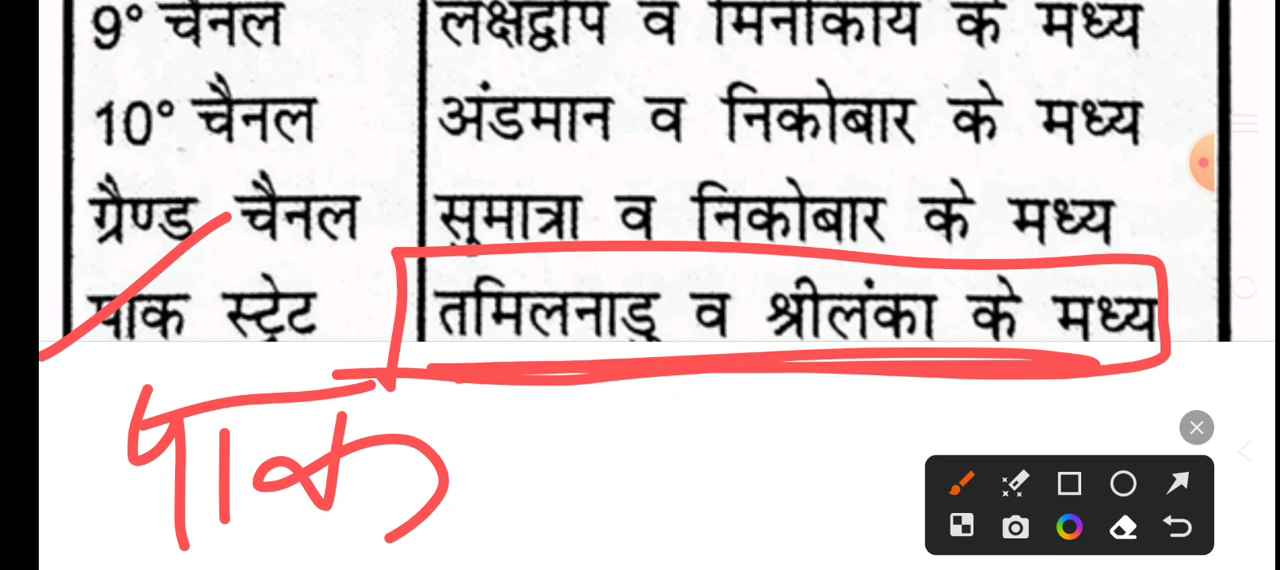 9° चैनल लक्षद्वीप व मिनीकाय के मध्य
10° चैनल अंडमान व निकोबार के मध्य
ग्रैण्ड चैनल सुमात्रा व निकोबार के मध्य
पाक स्ट्रेट तमिलनाडु व श्रीलंका के मध्य
पाक